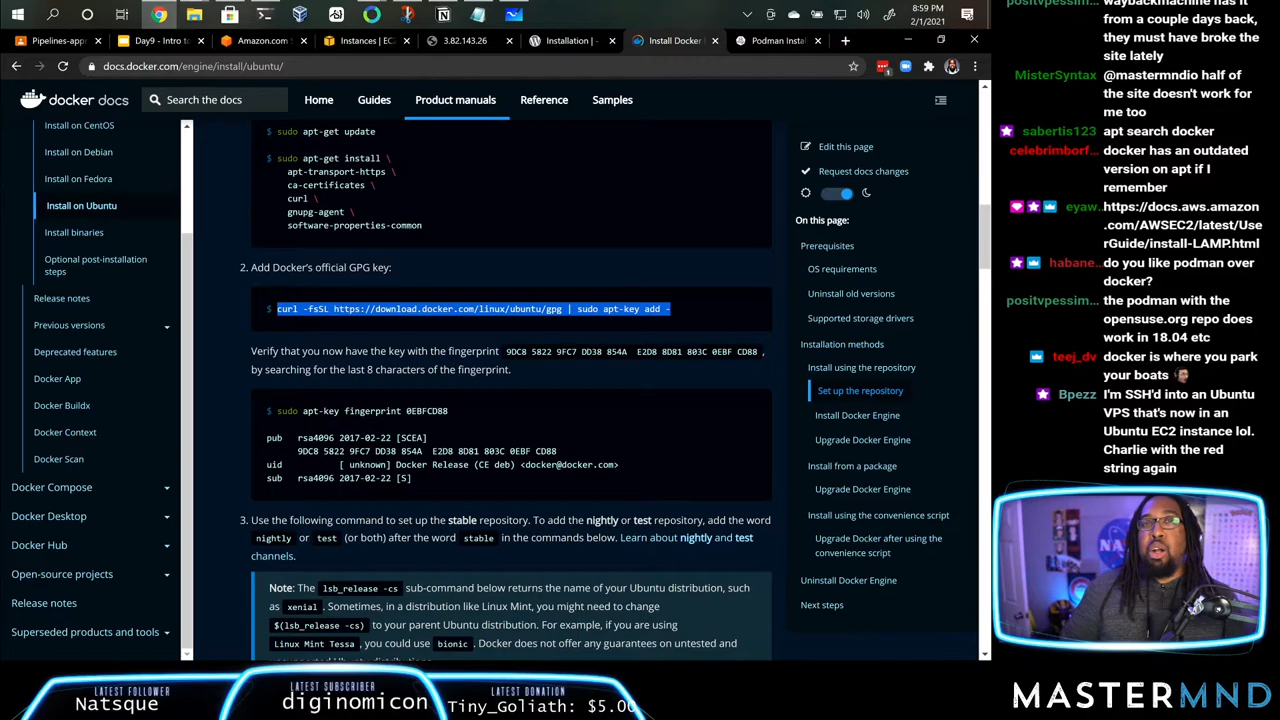 8:59 PM
2/1/2021
Pipelines-appr
Day9 - Intro to
Amazon.com S
Instances | EC2
3.82.143.26
Installation |
Install Docker
Podman Instal
docs.docker.com/engine/install/ubuntu/
docker docs
Search the docs
Home
Guides
Product manuals
Reference
Samples
Install on CentOS
Install on Debian
Install on Fedora
Install on Ubuntu
Install binaries
Optional post-installation
steps
Release notes
Previous versions
Deprecated features
Docker App
Docker Buildx
Docker Context
Docker Scan
Docker Compose
Docker Desktop
Docker Hub
Open-source projects
Release notes
Superseded products and tools
$ sudo apt-get update
$ sudo apt-get install \
apt-transport-https \
ca-certificates \
curl \
gnupg-agent \
software-properties-common
2. Add Docker's official GPG key:
$ curl -fsSL https://download.docker.com/linux/ubuntu/gpg | sudo apt-key add -
Verify that you now have the key with the fingerprint 9DC8 5822 9FC7 DD38 854A E2D8 8D81 803C 0EBF CD88 ,
by searching for the last 8 characters of the fingerprint.
$ sudo apt-key fingerprint 0EBFCD88
pub rsa4096 2017-02-22 [SCEA]
9DC8 5822 9FC7 DD38 854A E2D8 8D81 803C 0EBF CD88
uid [ unknown] Docker Release (CE deb) <docker@docker.com>
sub rsa4096 2017-02-22 [S]
3. Use the following command to set up the stable repository. To add the nightly or test repository, add the word
nightly or test (or both) after the word stable in the commands below. Learn about nightly and test
channels.
Note: The lsb_release -cs sub-command below returns the name of your Ubuntu distribution, such
as xenial . Sometimes, in a distribution like Linux Mint, you might need to change
$(lsb_release -cs) to your parent Ubuntu distribution. For example, if you are using
Linux Mint Tessa , you could use bionic . Docker does not offer any guarantees on untested and
Edit this page
Request docs changes
On this page:
Prerequisites
OS requirements
Uninstall old versions
Supported storage drivers
Installation methods
Install using the repository
Set up the repository
Install Docker Engine
Upgrade Docker Engine
Install from a package
Upgrade Docker Engine
Install using the convenience script
Upgrade Docker after using the
convenience script
Uninstall Docker Engine
Next steps
positvpessim... waybackmachine has it
from a couple days back,
they must have broke the
site lately
MisterSyntax @mastermndio half of
the site doesn't work for
me too
sabertis123 apt search docker
celebrimborf... docker has an outdated
version on apt if I
remember
eyaw... https://docs.aws.amazon
.com/AWSEC2/latest/Use
rGuide/install-LAMP.html
habane... do you like podman over
docker?
positvpessim... the podman with the
opensuse.org repo does
work in 18.04 etc
teej_dv docker is where you park
your boats
Bpezz I'm SSH'd into an Ubuntu
VPS that's now in an
Ubuntu EC2 instance lol.
Charlie with the red
string again
NASA
LATEST FOLLOWER
Natsque
LATEST SUBSCRIBER
diginomicon
LATEST DONATION
Tiny_Goliath: $5.00
MASTERMND